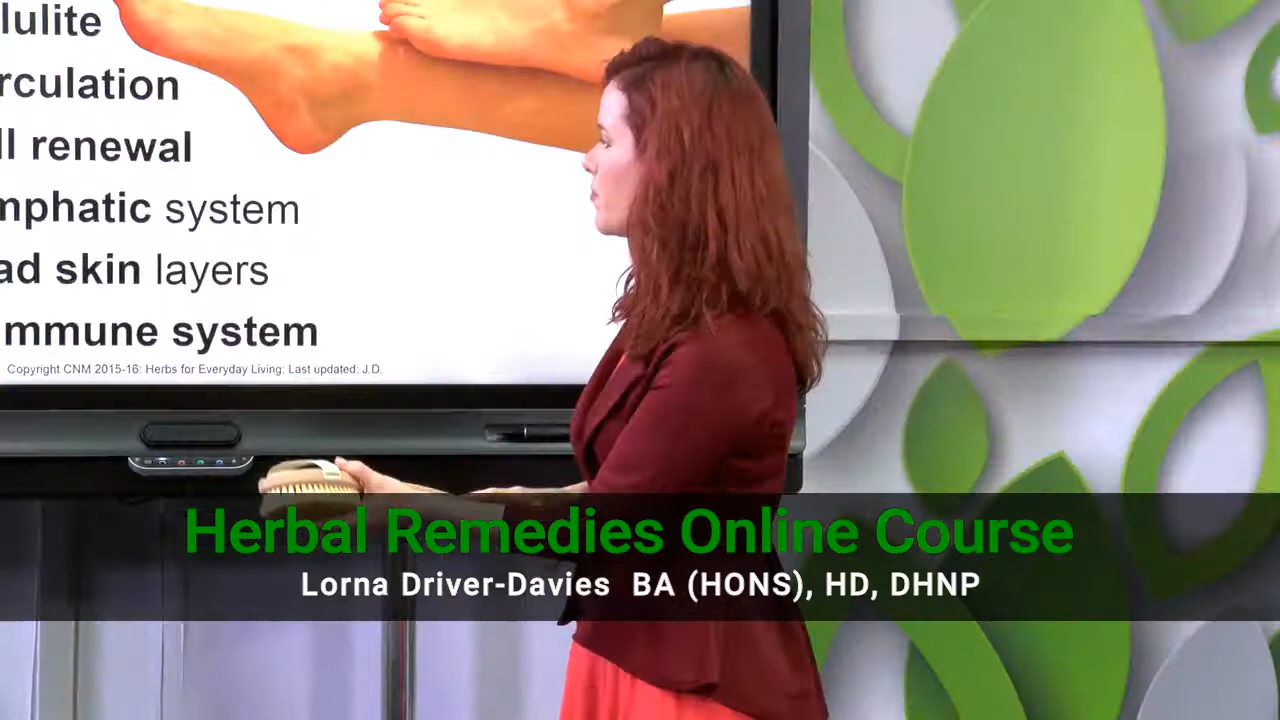 lulite
rculation
ll renewal
mphatic system
ad skin layers
mmune system
Copyright CNM 2015-16: Herbs for Everyday Living: Last updated: J.D.
Herbal Remedies Online Course
Lorna Driver-Davies BA (HONS), HD, DHNP